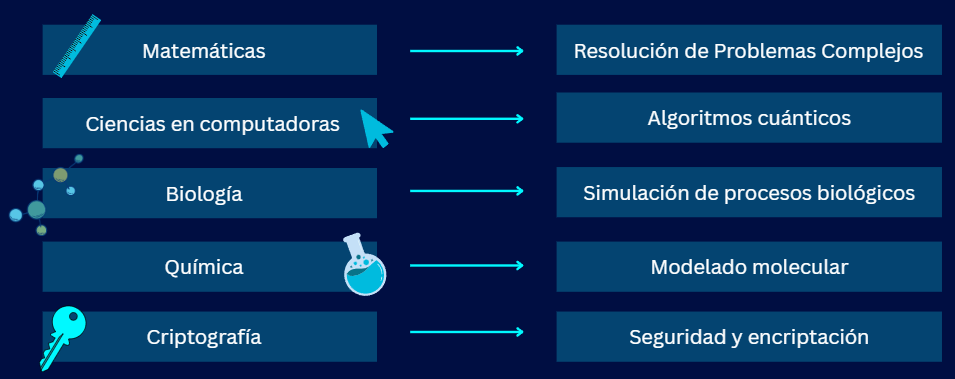 Matemáticas
Resolución de Problemas Complejos
Ciencias en computadoras
Algoritmos cuánticos
Biología
Simulación de procesos biológicos
Química
Modelado molecular
Criptografía
Seguridad y encriptación